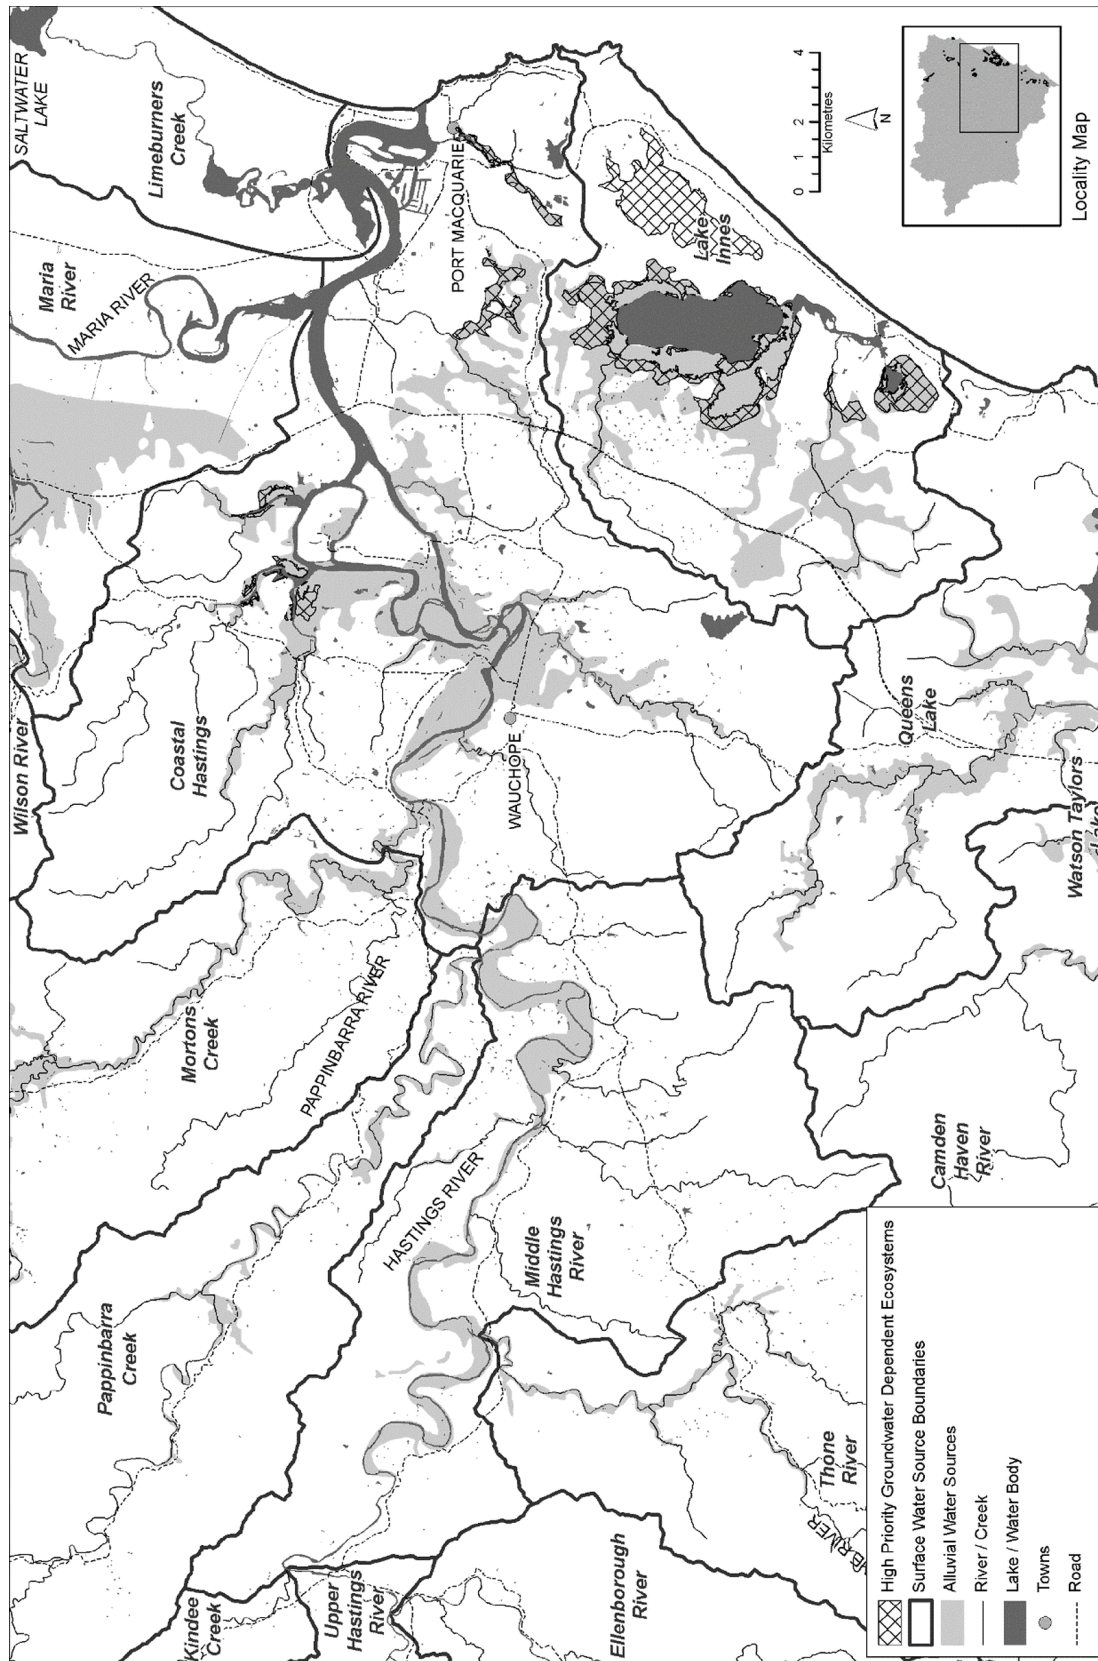 SALTWATER
LAKE
Limeburners
Creek
Maria
River
MARIA RIVER
PORT MACQUARIE
Lake
Innes
Wilson River
Coastal
Hastings
WAUCHOPE
Queens
Lake
Watson Taylors
Lake
Mortons
Creek
PAPPINBARRA RIVER
HASTINGS RIVER
Middle
Hastings
River
Camden
Haven
River
Pappinbarra
Creek
Thone
River
RIVER
Kindee
Creek
Upper
Hastings
River
Ellenborough
River
0 1 2 4
Kilometres
N
Locality Map
High Priority Groundwater Dependent Ecosystems
Surface Water Source Boundaries
Alluvial Water Sources
River / Creek
Lake / Water Body
Towns
Road